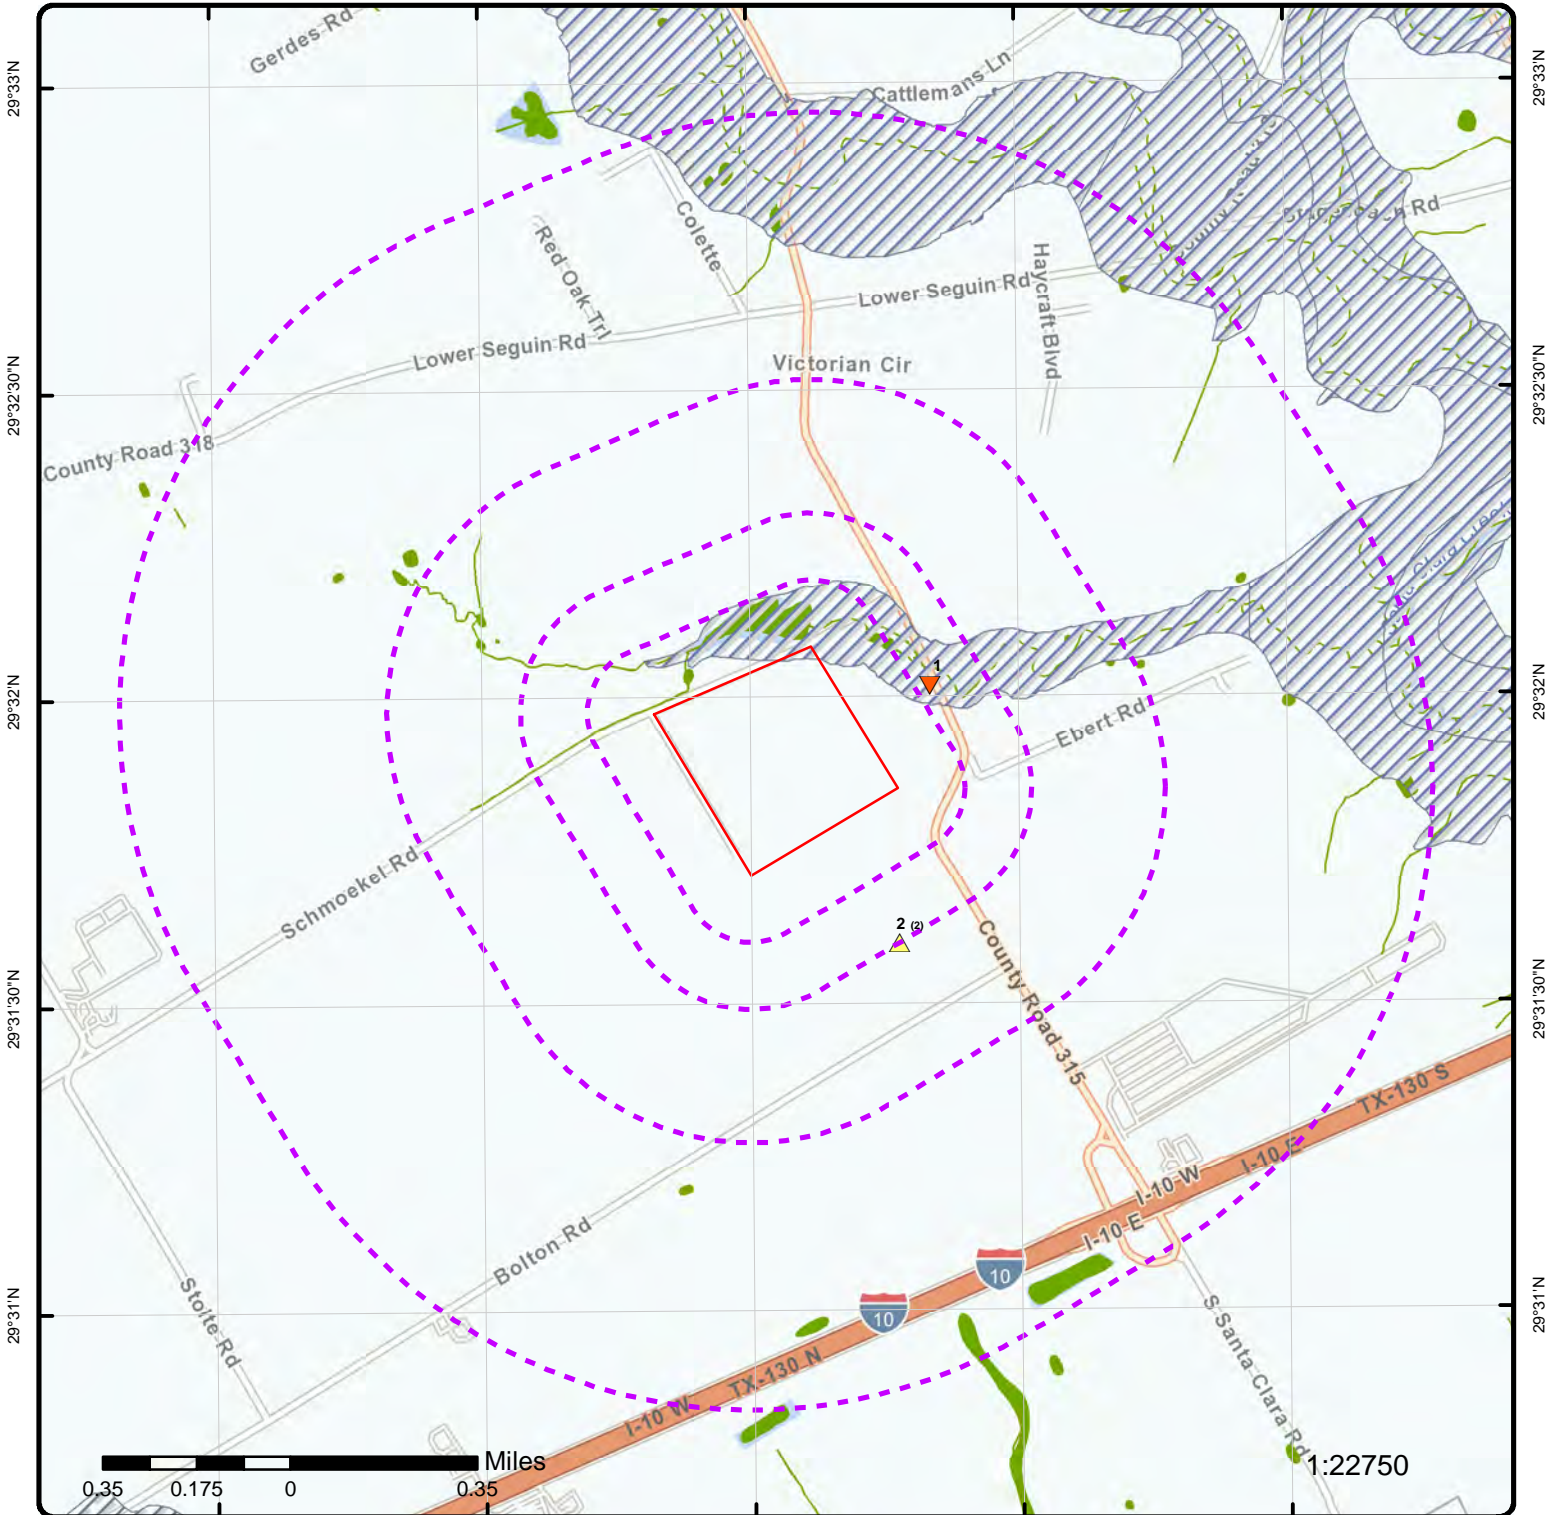 Gerdes Rd
Cattlemans Ln
29°33'N
29°33'N
Colette
Red Oak Trl
Haycraft Blvd
Lower Seguin Rd
Lower Seguin Rd
Victorian Cir
29°32'30"N
29°32'30"N
County Road 318
1
29°32'N
29°32'N
Ebert Rd
Schmoekel Rd
2 (2)
County Road 315
29°31'30"N
29°31'30"N
TX-130 S
I-10 E
I-10 W
I-10 E
Bolton Rd
10
10
Stolte Rd
S Santa Clara Rd
29°31'N
29°31'N
TX-130 N
I-10 W
Miles
0.35 0.175 0 0.35
1:22750